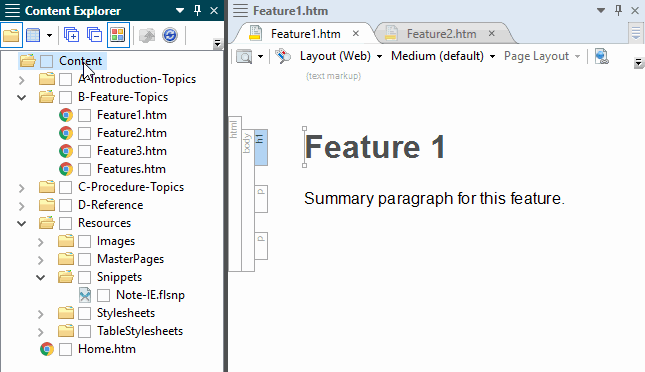 Content Explorer
Content
A-Introduction-Topics
B-Feature-Topics
Feature1.htm
Feature2.htm
Feature3.htm
Features.htm
C-Procedure-Topics
D-Reference
Resources
Images
MasterPages
Snippets
Note-IE.flsnp
Stylesheets
TableStylesheets
Home.htm
Feature1.htm
Feature1.htm Feature2.htm
Layout (Web) Medium (default) Page Layout
(text markup)
html
body
h1
p
p
Feature 1
Summary paragraph for this feature.